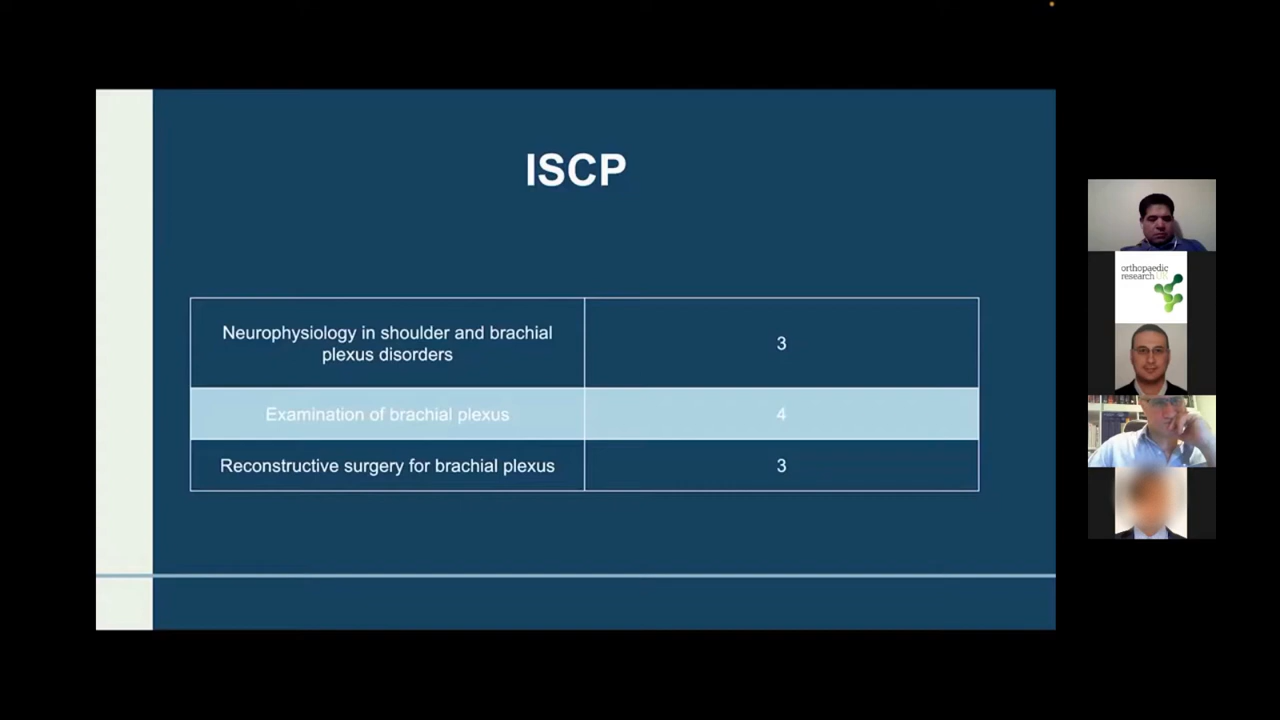 ISCP
Neurophysiology in shoulder and brachial
plexus disorders
3
Examination of brachial plexus
4
Reconstructive surgery for brachial plexus
3
orthopaedic
research UK